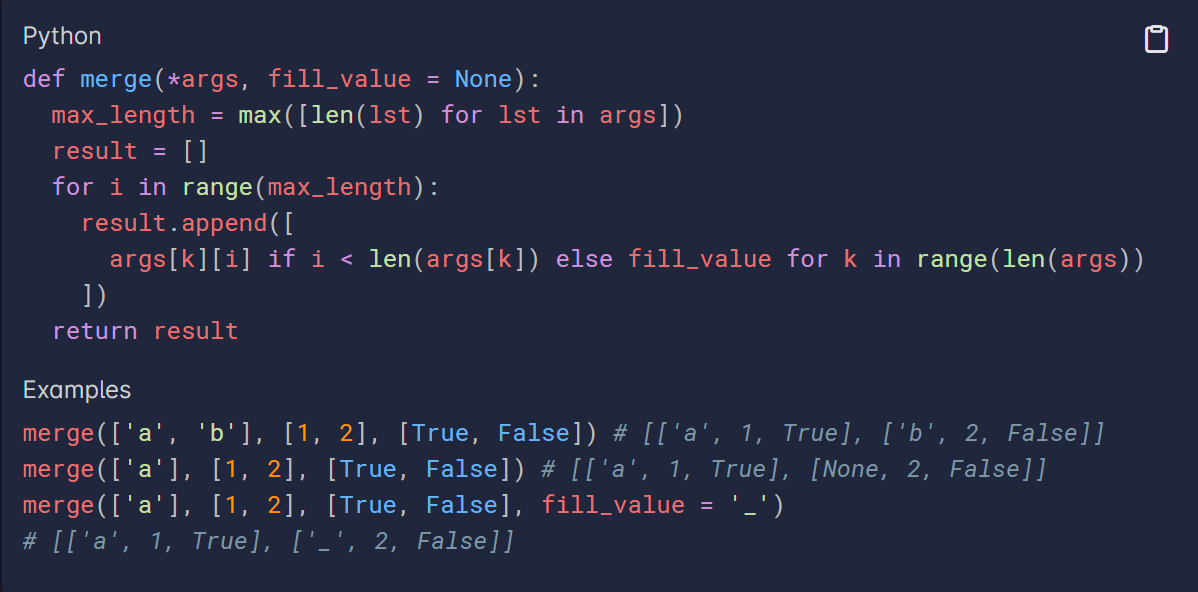 Python
def merge(*args, fill_value = None):
  max_length = max([len(lst) for lst in args])
  result = []
  for i in range(max_length):
    result.append([
      args[k][i] if i < len(args[k]) else fill_value for k in range(len(args))
    ])
  return result
Examples
merge(['a', 'b'], [1, 2], [True, False]) # [['a', 1, True], ['b', 2, False]]
merge(['a'], [1, 2], [True, False]) # [['a', 1, True], [None, 2, False]]
merge(['a'], [1, 2], [True, False], fill_value = '_')
# [['a', 1, True], ['_', 2, False]]